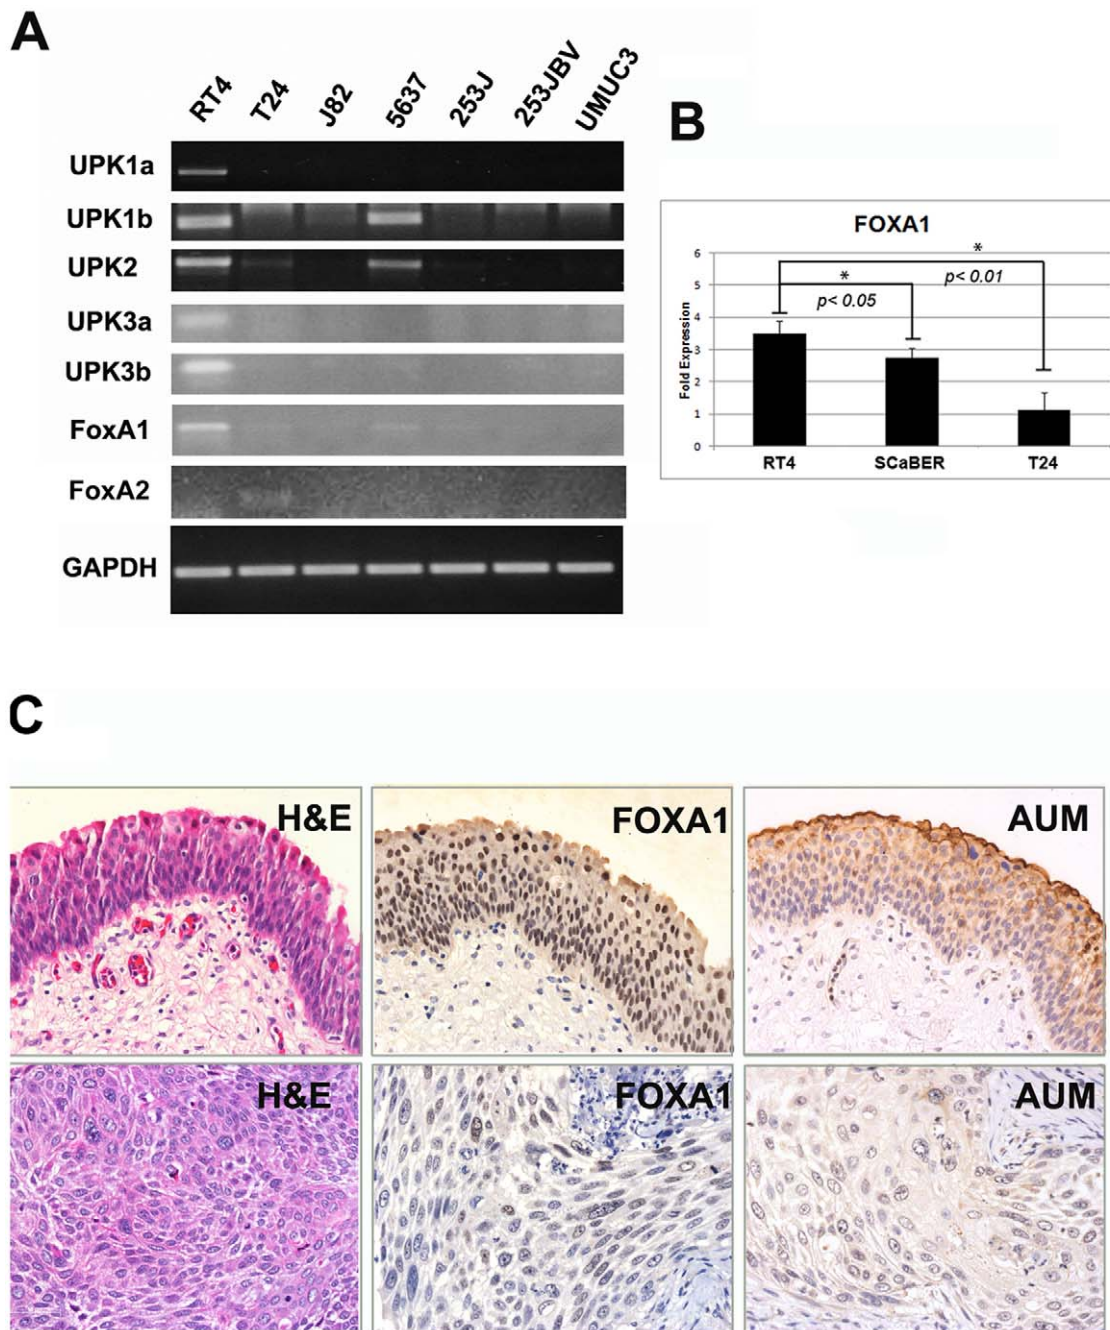 A
RT4 T24 J82 5637 253J 253JBV UMUC3
UPK1a
UPK1b
UPK2
UPK3a
UPK3b
FoxA1
FoxA2
GAPDH
B
FOXA1
Fold Expression
6
5
4
3
2
1
0
*
p< 0.05
*
p< 0.01
RT4 SCaBER T24
C
H&E FOXA1 AUM
H&E FOXA1 AUM